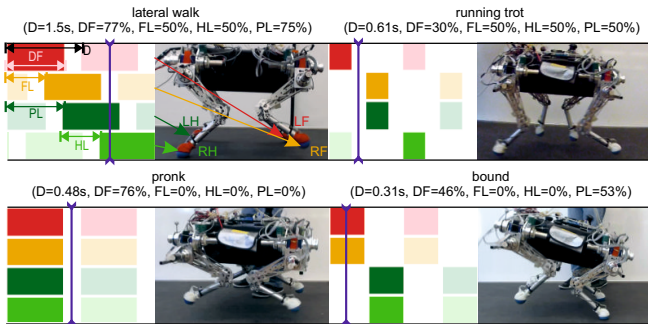 lateral walk
(D=1.5s, DF=77%, FL=50%, HL=50%, PL=75%)
running trot
(D=0.61s, DF=30%, FL=50%, HL=50%, PL=50%)
D
DF
FL
PL
HL
LH
LF
RH
RF
pronk
(D=0.48s, DF=76%, FL=0%, HL=0%, PL=0%)
bound
(D=0.31s, DF=46%, FL=0%, HL=0%, PL=53%)